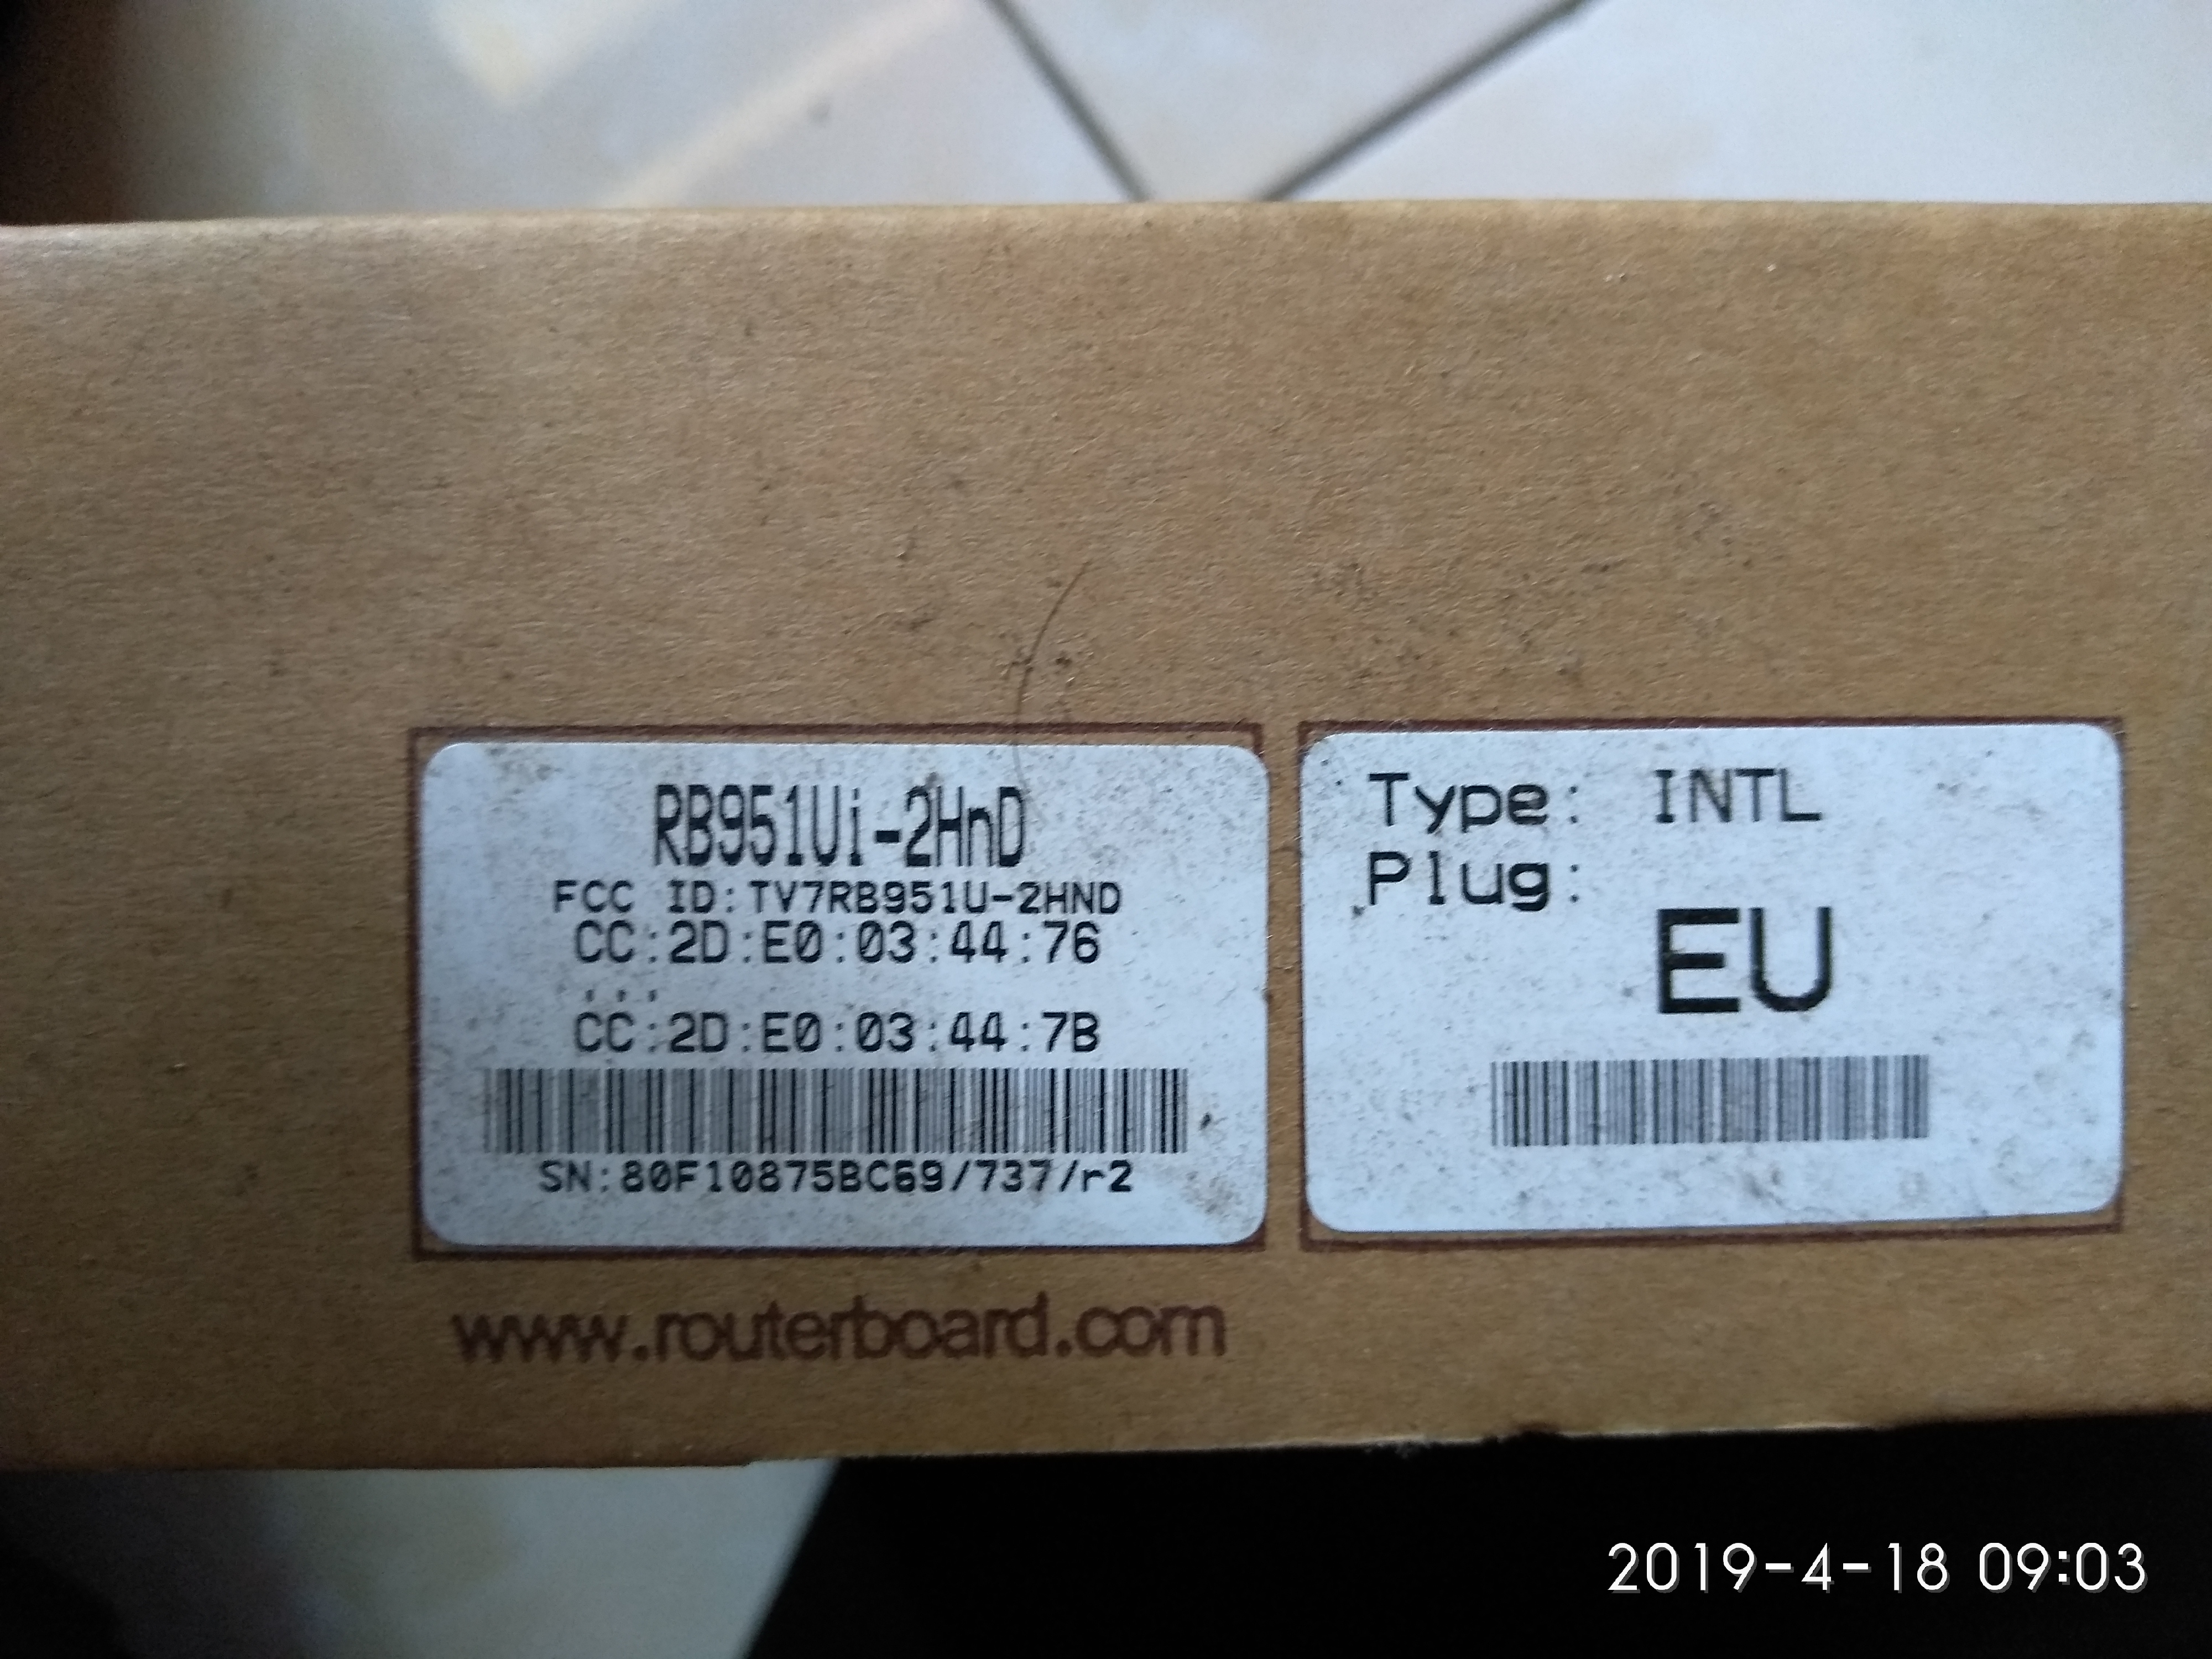 RB951Ui-2HnD
FCC ID:TV7RB951U-2HND
CC:2D:E0:03:44:76
...
CC:2D:E0:03:44:7B
SN:80F10875BC69/737/r2
Type: INTL
Plug:
EU
www.routerboard.com
2019-4-18 09:03